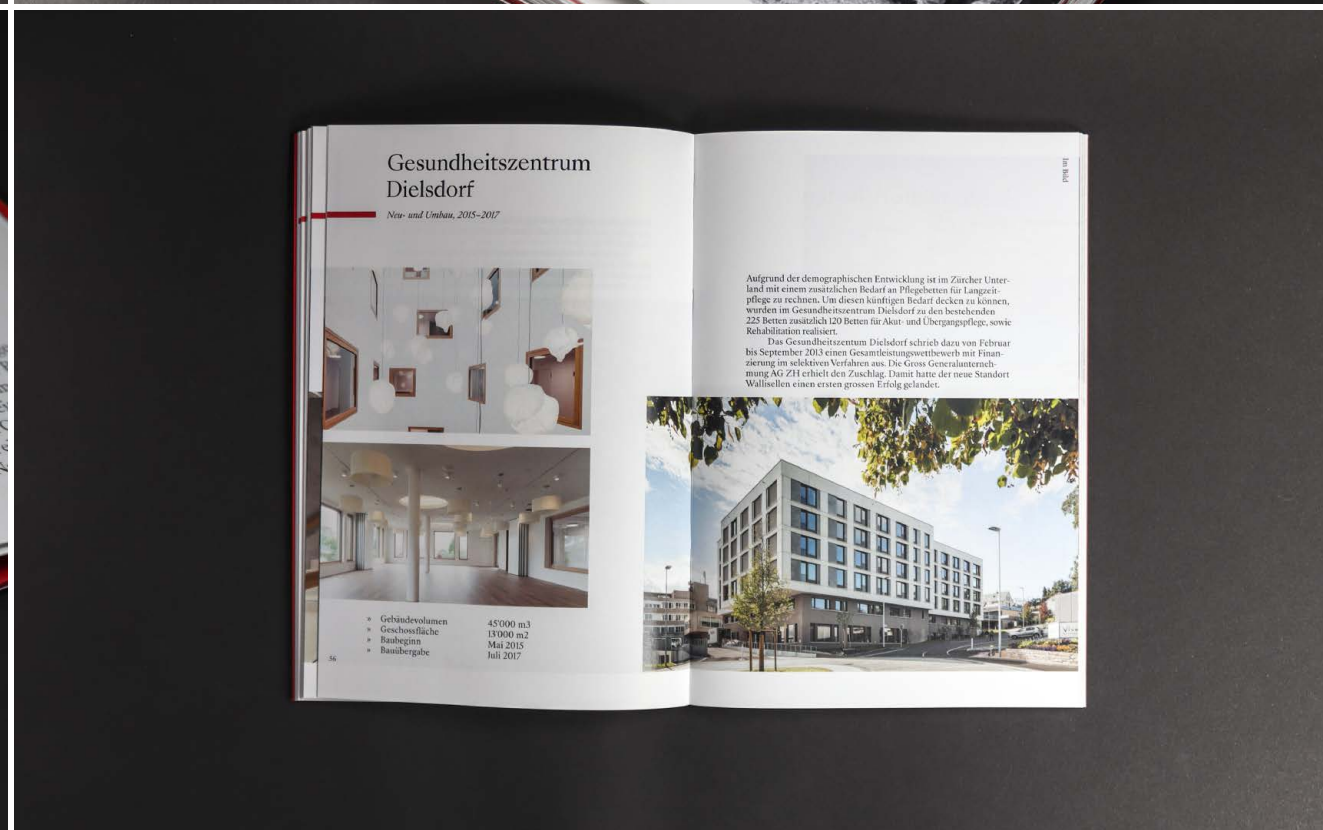 Gesundheitszentrum
Dielsdorf
Neu- und Umbau, 2015–2017
» Gebäudevolumen 45'000 m3
» Geschossfläche 13'000 m2
» Baubeginn Mai 2015
» Bauübergabe Juli 2017
56
Im Bild
Aufgrund der demographischen Entwicklung ist im Zürcher Unter-
land mit einem zusätzlichen Bedarf an Pflegebetten für Langzeit-
pflege zu rechnen. Um diesen künftigen Bedarf decken zu können,
wurden im Gesundheitszentrum Dielsdorf zu den bestehenden
225 Betten zusätzlich 120 Betten für Akut- und Übergangspflege, sowie
Rehabilitation realisiert.
Das Gesundheitszentum Dielsdorf schrieb dazu von Februar
bis September 2013 einen Gesamtleistungswettbewerb mit Finan-
zierung im selektiven Verfahren aus. Die Gross Generalunterneh-
mung AG ZH erhielt den Zuschlag. Damit hatte der neue Standort
Wallisellen einen ersten grossen Erfolg gelandet.